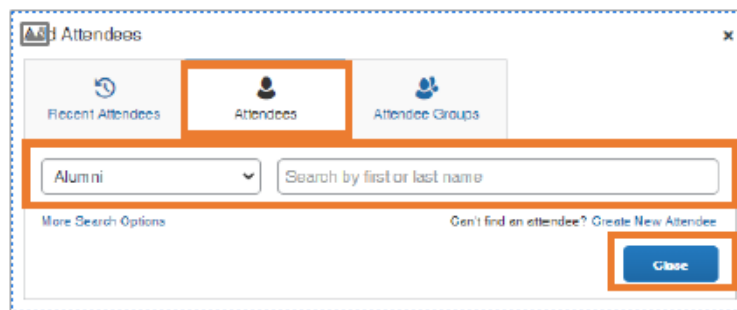 d Attendees ×
Recent Attendees
Attendees
Attendee Groups
Alumni
Search by first or last name
More Search Options
Can't find an attendee? Create New Attendee
Close